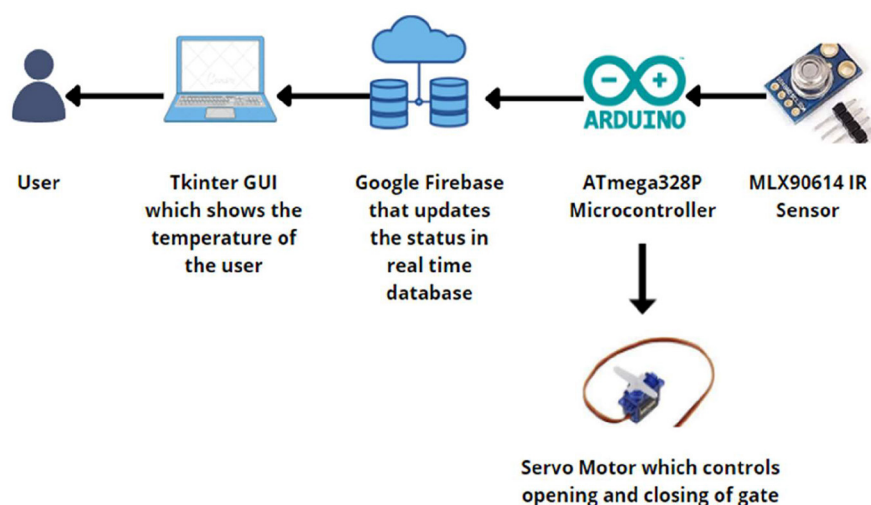 ARDUINO
User
Tkinter GUI
which shows the
temperature of
the user
Google Firebase
that updates
the status in
real time
database
ATmega328P
Microcontroller
MLX90614 IR
Sensor
Servo Motor which controls
opening and closing of gate